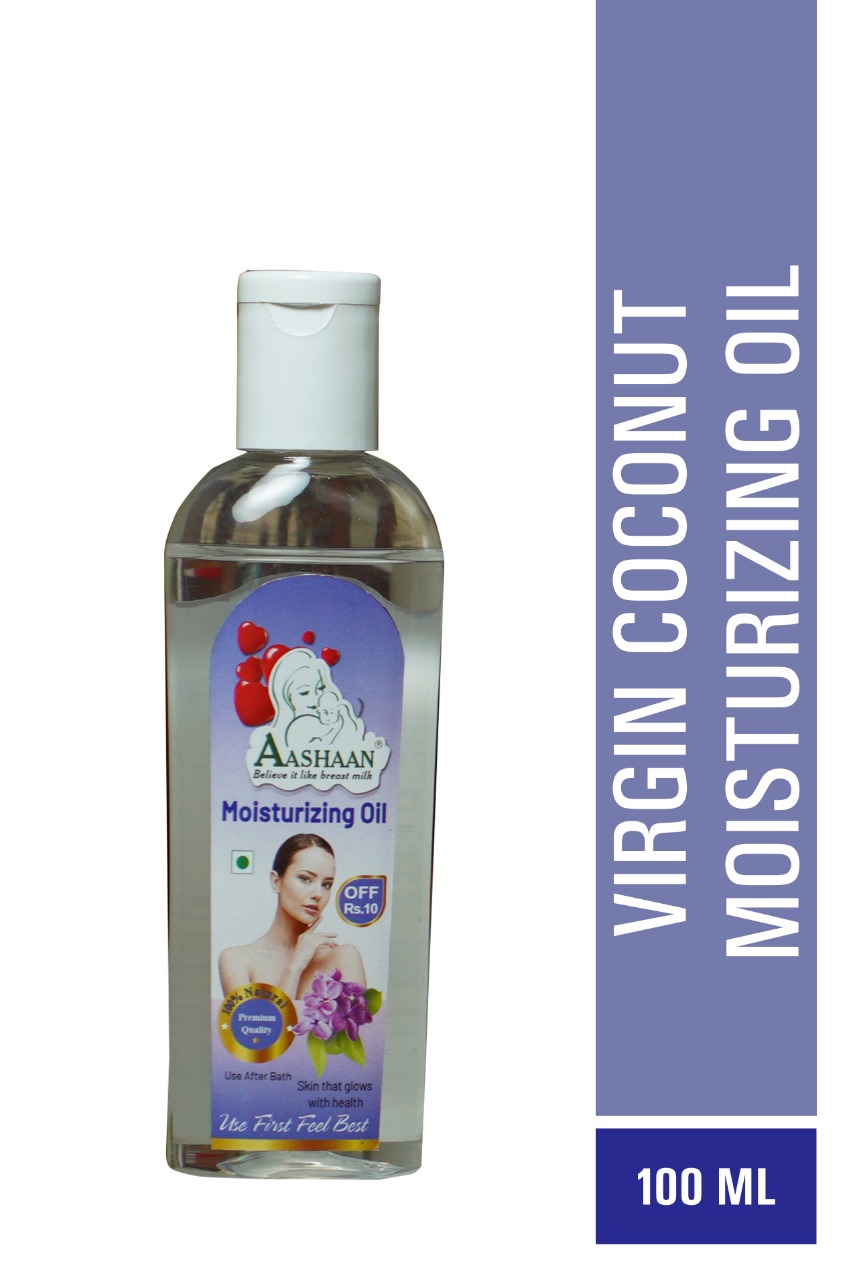 AASHAAN®
Believe it like breast milk
Moisturizing Oil
OFF
Rs.10
100% Natural
Premium
Quality
Use After Bath
Skin that glows
with health
Use First Feel Best
VIRGIN COCONUT
MOISTURIZING OIL
100 ML